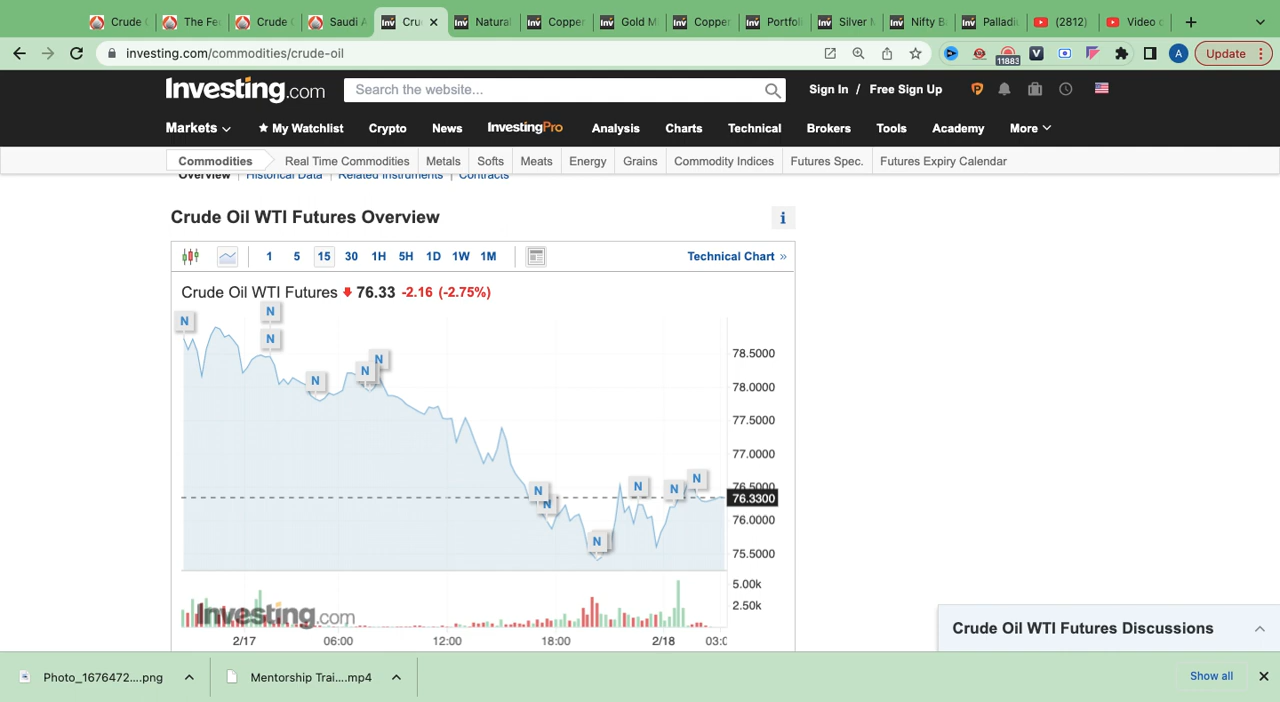 Crude O
The Fee
Crude O
Saudi A
Cru
Natural
Copper
Gold M
Copper
Portfoli
Silver M
Nifty Ba
Palladiu
(2812)
Video c
investing.com/commodities/crude-oil
11883
V
A
Update
Investing.com
Search the website...
Sign In / Free Sign Up
P
Markets
My Watchlist
Crypto
News
InvestingPro
Analysis
Charts
Technical
Brokers
Tools
Academy
More
Commodities
Real Time Commodities
Metals
Softs
Meats
Energy
Grains
Commodity Indices
Futures Spec.
Futures Expiry Calendar
Overview
Historical Data
Related Instruments
Contracts
Crude Oil WTI Futures Overview
i
1 5 15 30 1H 5H 1D 1W 1M
Technical Chart »
Crude Oil WTI Futures 76.33 -2.16 (-2.75%)
N
N
N
N
N
N
N
N
N
N
N
N
78.5000
78.0000
77.5000
77.0000
76.5000
76.3300
76.0000
75.5000
5.00k
2.50k
Investing.com
2/17 06:00 12:00 18:00 2/18 03:0
Crude Oil WTI Futures Discussions
Photo_1676472....png
Mentorship Trai....mp4
Show all